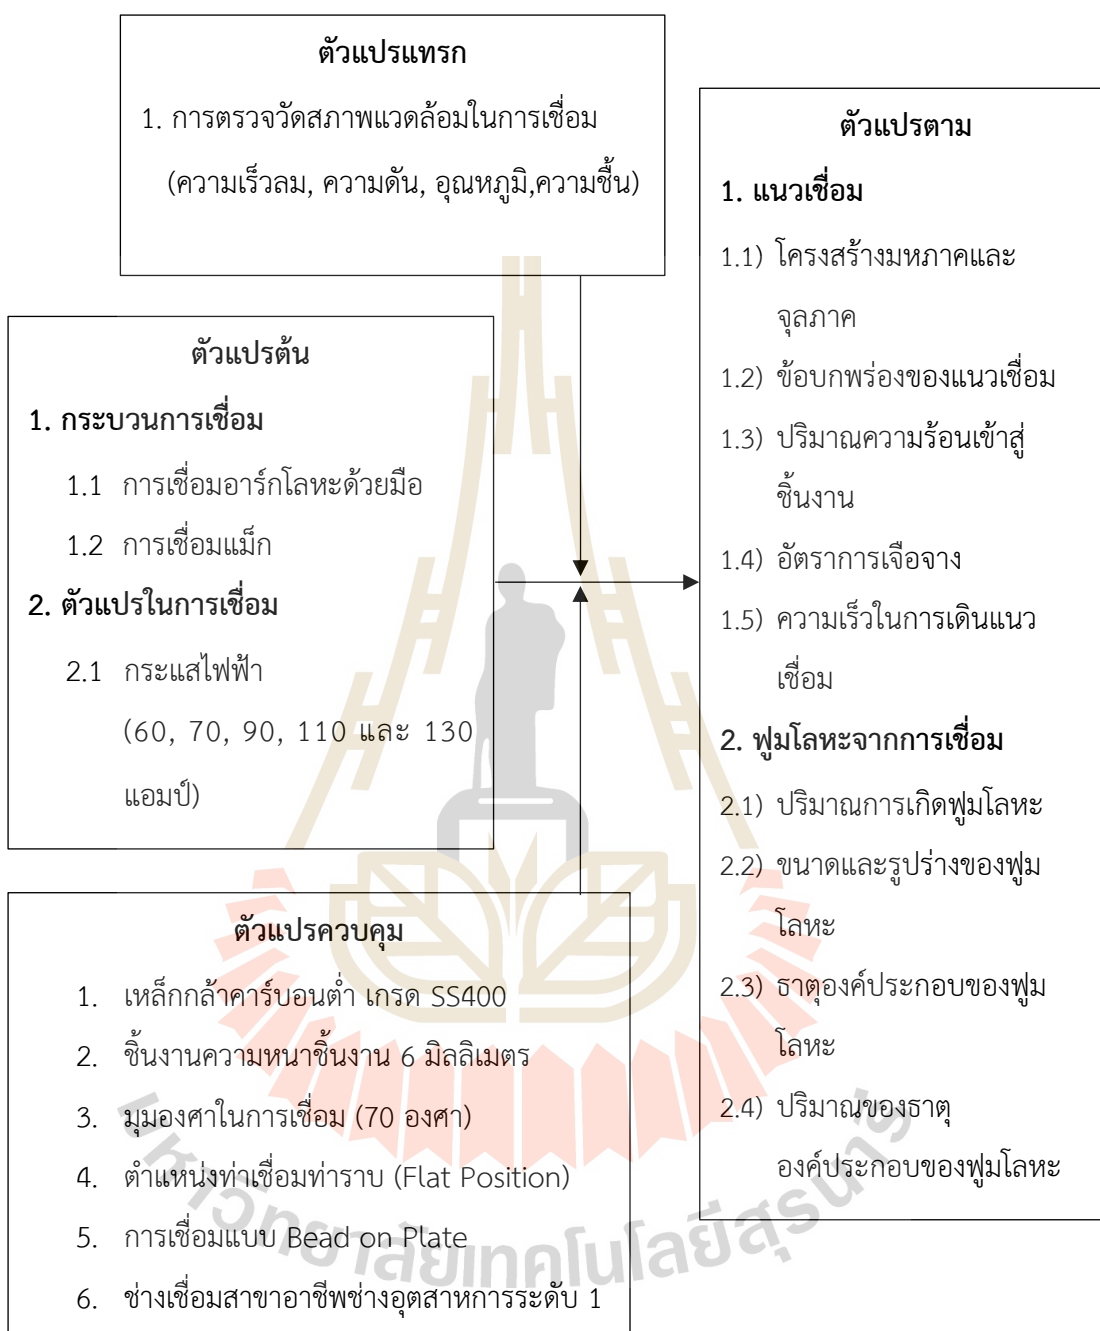 ตัวแปรแทรก
1. การตรวจวัดสภาพแวดล้อมในการเชื่อม
(ความเร็วลม, ความดัน, อุณหภูมิ,ความชื้น)
ตัวแปรต้น
1. กระบวนการเชื่อม
1.1 การเชื่อมอาร์กโลหะด้วยมือ
1.2 การเชื่อมแม็ก
2. ตัวแปรในการเชื่อม
2.1 กระแสไฟฟ้า
(60, 70, 90, 110 และ 130
แอมป์)
ตัวแปรควบคุม
1. เหล็กกล้าคาร์บอนต่ำ เกรด SS400
2. ชิ้นงานความหนาชิ้นงาน 6 มิลลิเมตร
3. มุมองศาในการเชื่อม (70 องศา)
4. ตำแหน่งท่าเชื่อมท่าราบ (Flat Position)
5. การเชื่อมแบบ Bead on Plate
6. ช่างเชื่อมสาขาอาชีพช่างอุตสาหการระดับ 1
ตัวแปรตาม
1. แนวเชื่อม
1.1) โครงสร้างมหภาคและ
จุลภาค
1.2) ข้อบกพร่องของแนวเชื่อม
1.3) ปริมาณความร้อนเข้าสู่
ชิ้นงาน
1.4) อัตราการเจือจาง
1.5) ความเร็วในการเดินแนว
เชื่อม
2. ฟูมโลหะจากการเชื่อม
2.1) ปริมาณการเกิดฟูมโลหะ
2.2) ขนาดและรูปร่างของฟูม
โลหะ
2.3) ธาตุองค์ประกอบของฟูม
โลหะ
2.4) ปริมาณของธาตุ
องค์ประกอบของฟูมโลหะ
มหาวิทยาลัยเทคโนโลยีสุรนารี